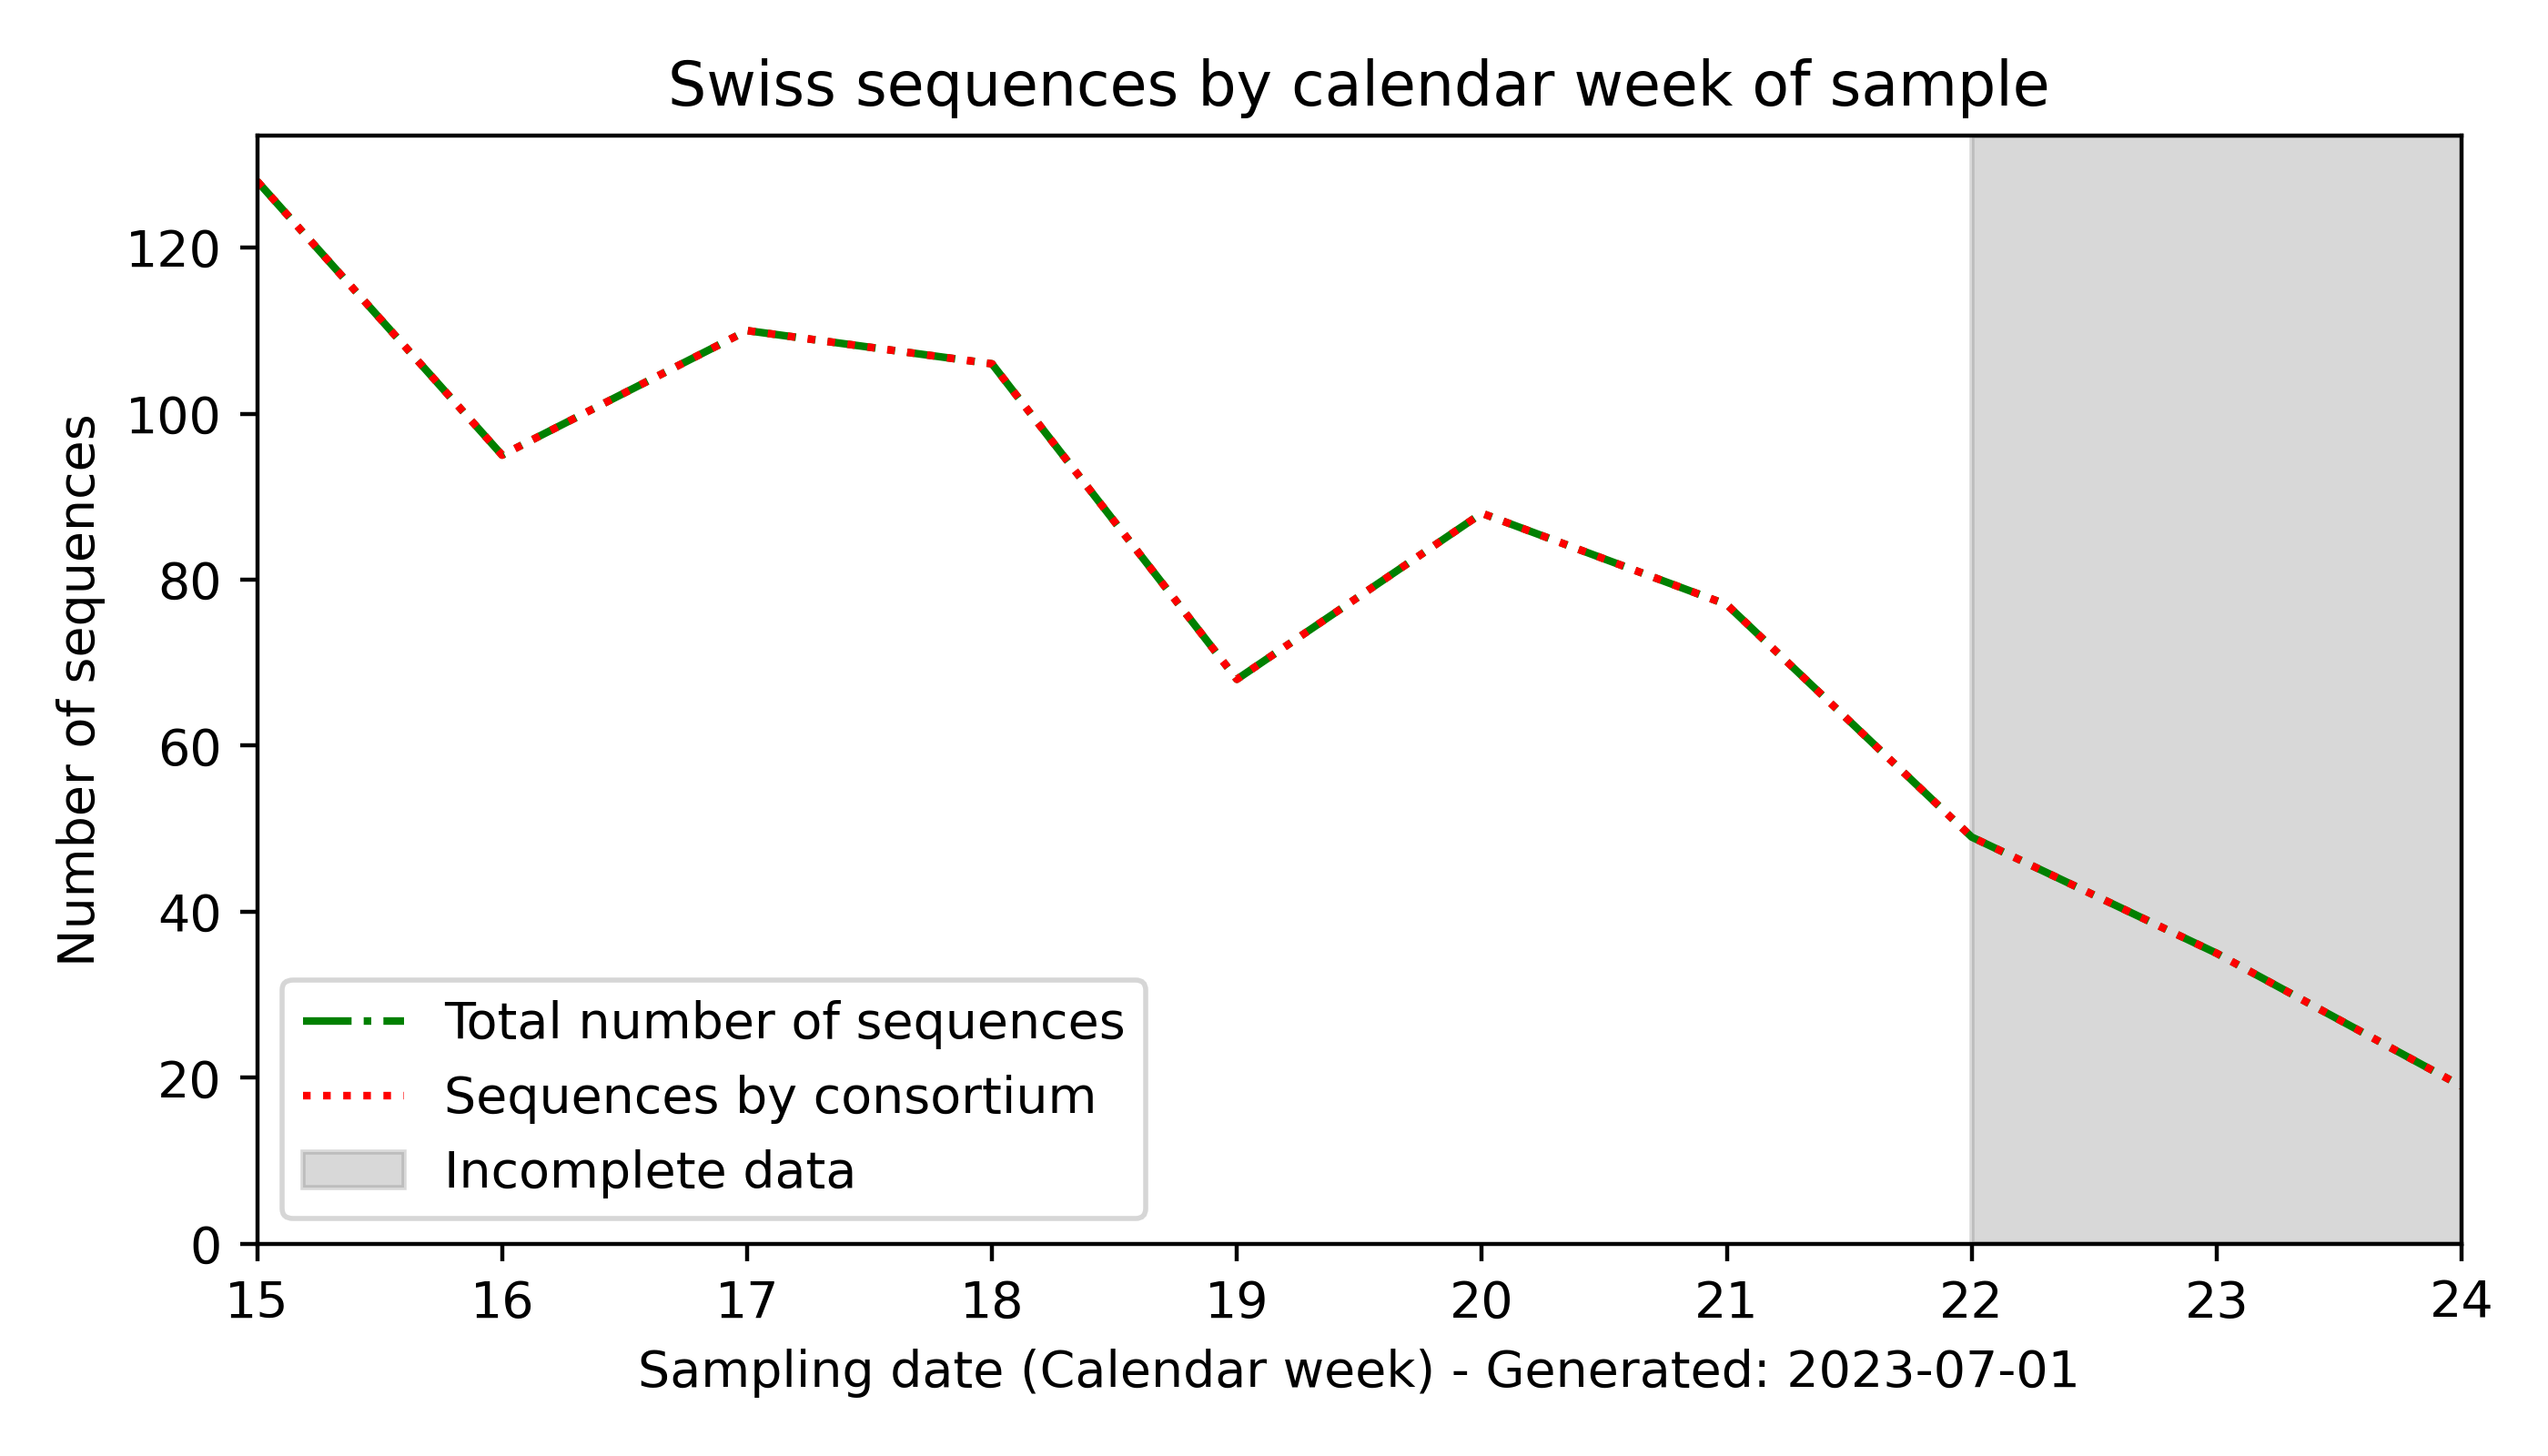 Swiss sequences by calendar week of sample
Number of sequences
120
100
80
60
40
20
0
Total number of sequences
Sequences by consortium
Incomplete data
15 16 17 18 19 20 21 22 23 24
Sampling date (Calendar week) - Generated: 2023-07-01